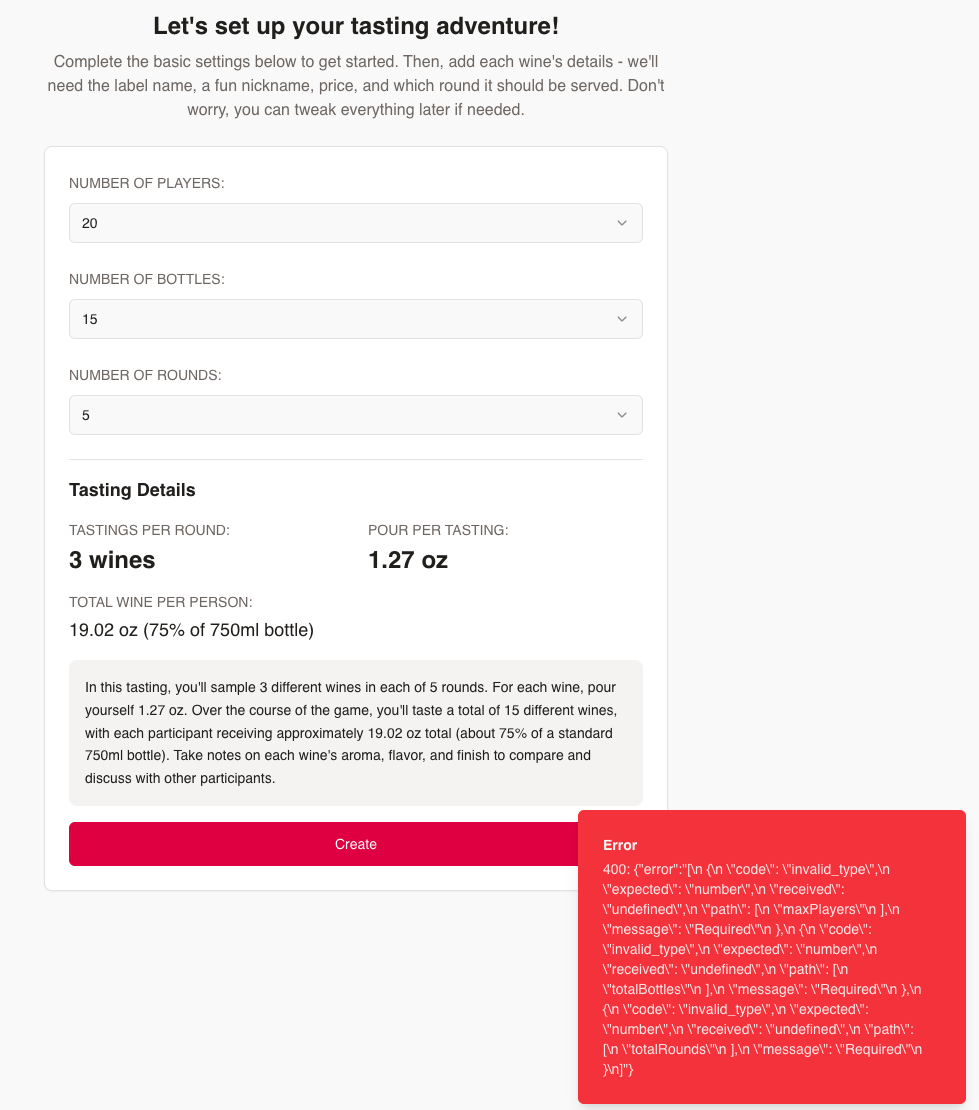 Let's set up your tasting adventure!
Complete the basic settings below to get started. Then, add each wine's details - we'll
need the label name, a fun nickname, price, and which round it should be served. Don't
worry, you can tweak everything later if needed.
NUMBER OF PLAYERS:
20
NUMBER OF BOTTLES:
15
NUMBER OF ROUNDS:
5
Tasting Details
TASTINGS PER ROUND:
3 wines
POUR PER TASTING:
1.27 oz
TOTAL WINE PER PERSON:
19.02 oz (75% of 750ml bottle)
In this tasting, you'll sample 3 different wines in each of 5 rounds. For each wine, pour
yourself 1.27 oz. Over the course of the game, you'll taste a total of 15 different wines,
with each participant receiving approximately 19.02 oz total (about 75% of a standard
750ml bottle). Take notes on each wine's aroma, flavor, and finish to compare and
discuss with other participants.
Create
Error
400: {"error":"[\n {\n \"code\": \"invalid_type\",\n
\"expected\": \"number\",\n \"received\":
\"undefined\",\n \"path\": [\n \"maxPlayers\"\n ],\n
\"message\": \"Required\"\n },\n {\n \"code\":
\"invalid_type\",\n \"expected\": \"number\",\n
\"received\": \"undefined\",\n \"path\": [\n
\"totalBottles\"\n ],\n \"message\": \"Required\"\n },\n
{\n \"code\": \"invalid_type\",\n \"expected\":
\"number\",\n \"received\": \"undefined\",\n \"path\":
[\n \"totalRounds\"\n ],\n \"message\": \"Required\"\n
}\n]"}